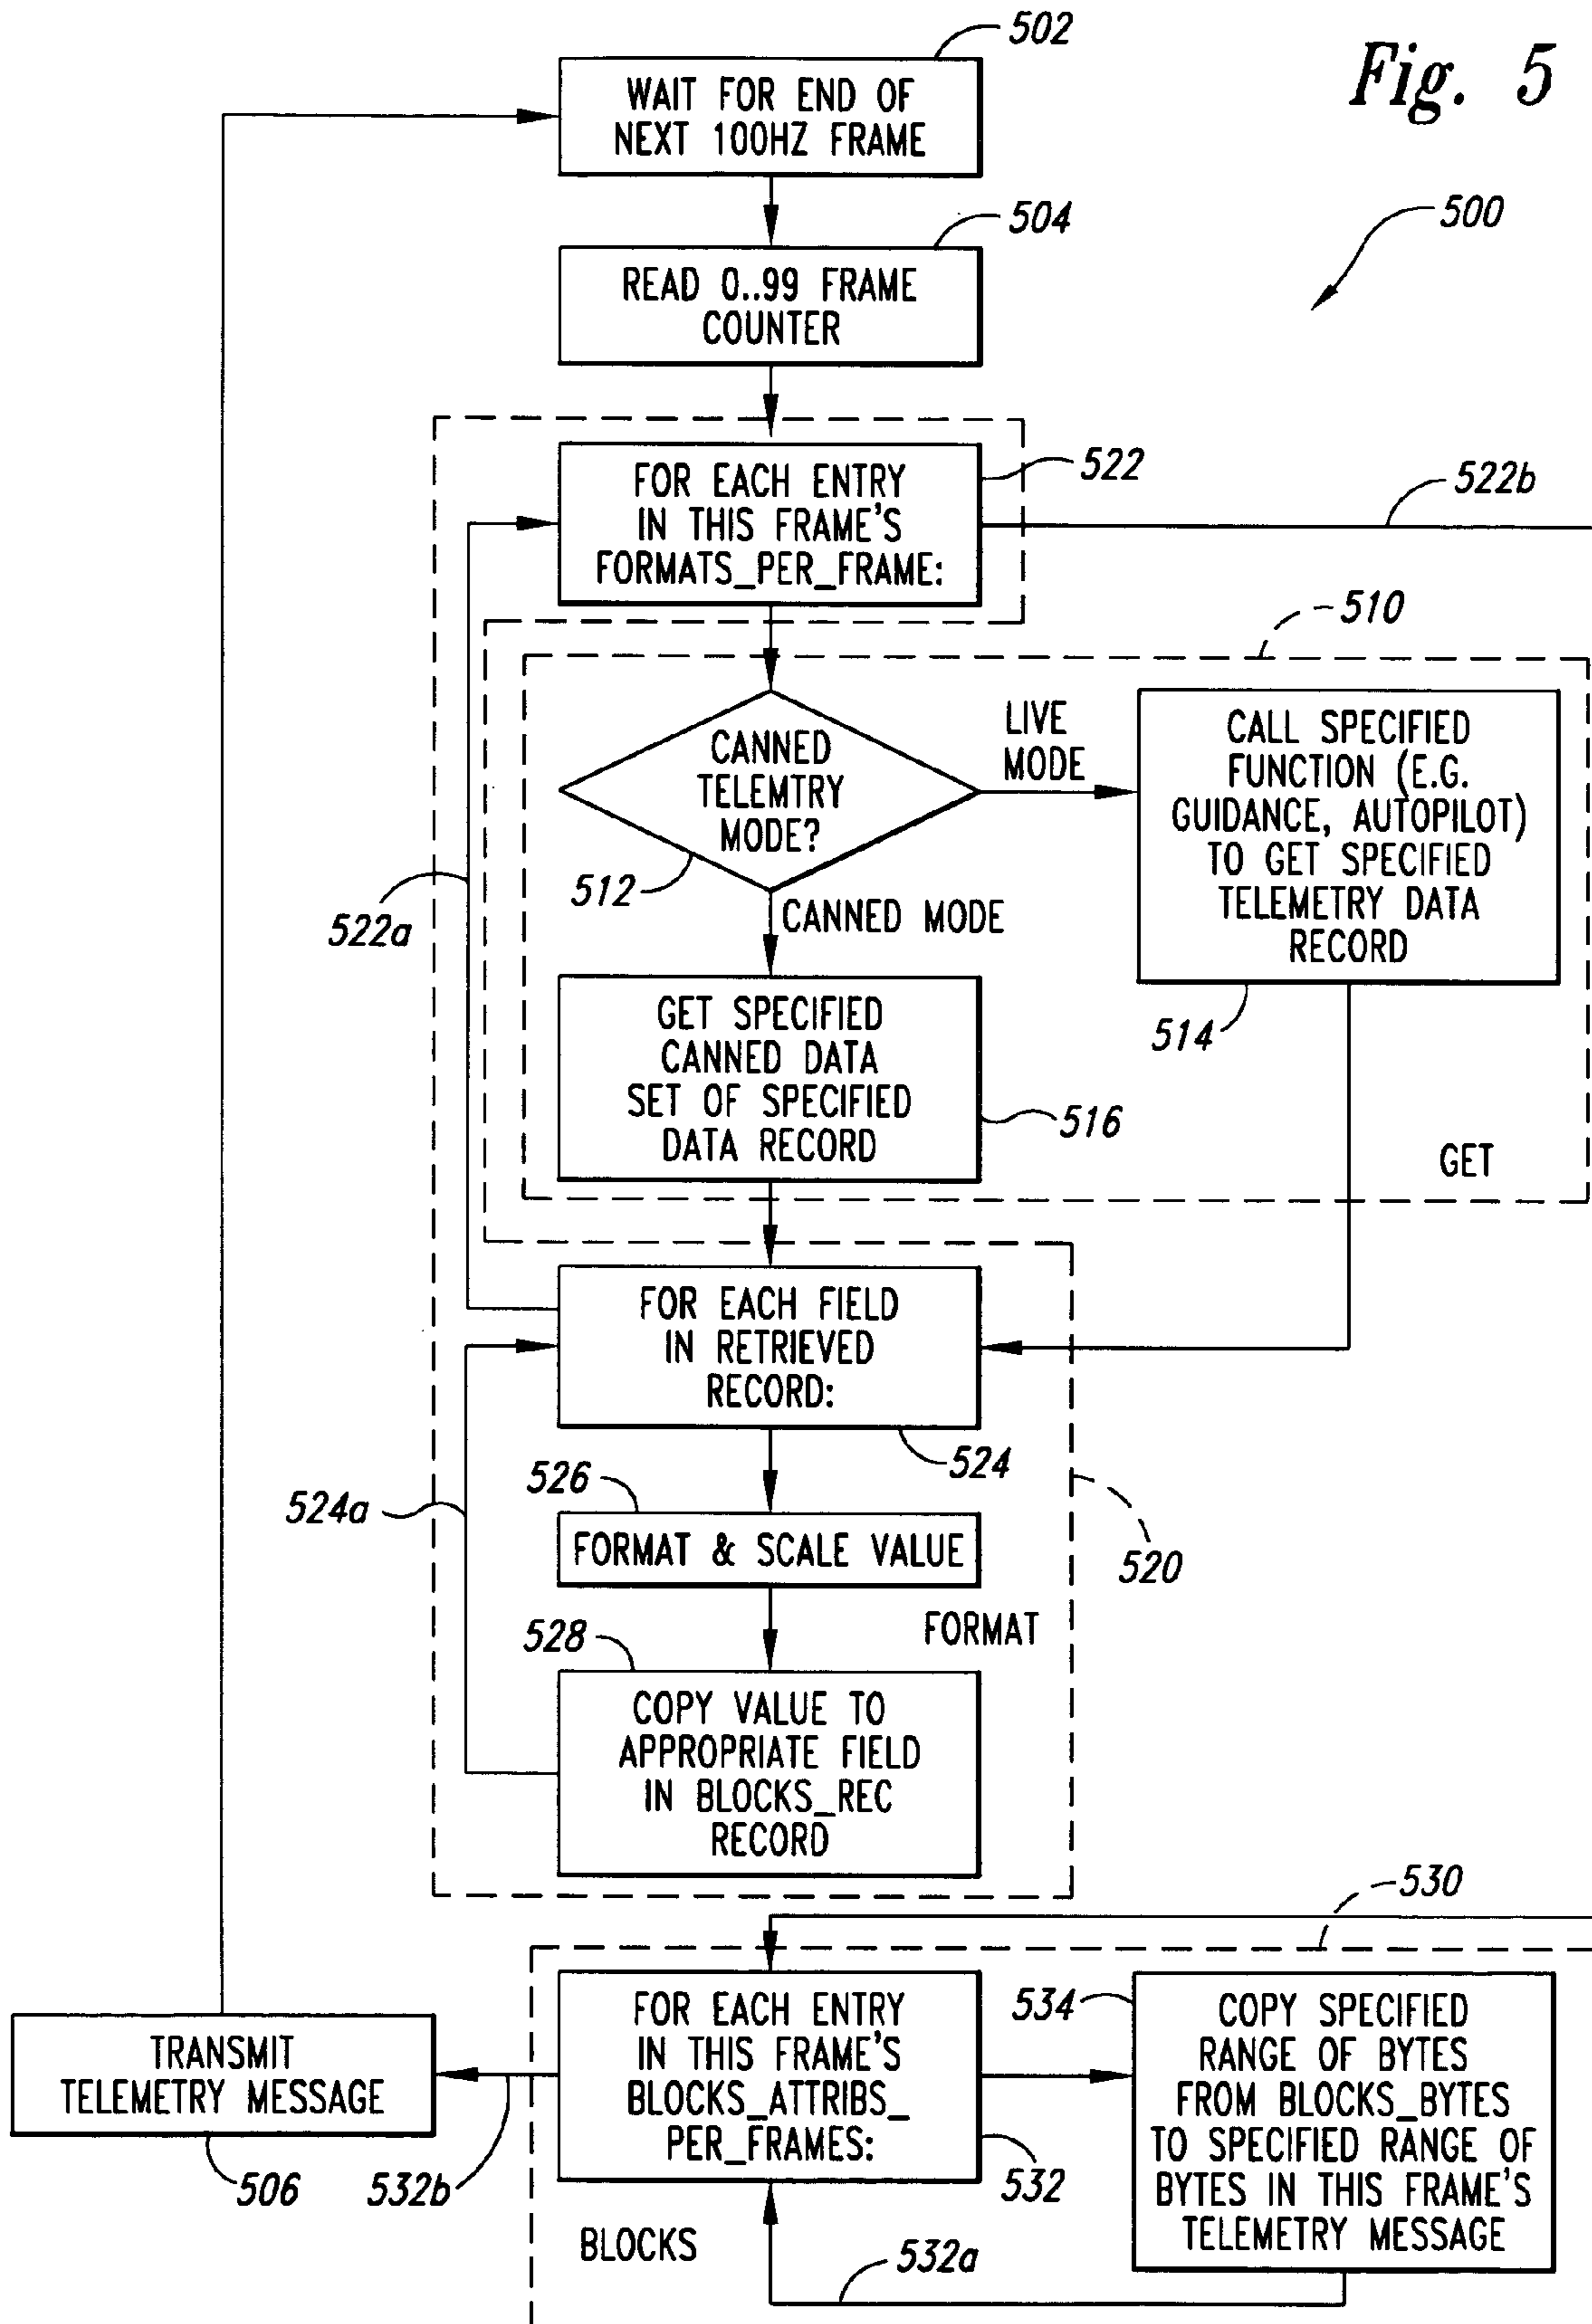 Fig. 5
502
WAIT FOR END OF
NEXT 100HZ FRAME
504
500
READ 0..99 FRAME
COUNTER
522
522b
FOR EACH ENTRY
IN THIS FRAME'S
FORMATS_PER_FRAME:
510
CANNED
TELEMTRY
MODE?
LIVE
MODE
CALL SPECIFIED
FUNCTION (E.G.
GUIDANCE, AUTOPILOT)
TO GET SPECIFIED
TELEMETRY DATA
RECORD
512
522a
CANNED MODE
514
GET SPECIFIED
CANNED DATA
SET OF SPECIFIED
DATA RECORD
516
GET
FOR EACH FIELD
IN RETRIEVED
RECORD:
524
526
524a
FORMAT & SCALE VALUE
520
528
FORMAT
COPY VALUE TO
APPROPRIATE FIELD
IN BLOCKS_REC
RECORD
530
FOR EACH ENTRY
IN THIS FRAME'S
BLOCKS_ATTRIBS_
PER_FRAMES:
534
COPY SPECIFIED
RANGE OF BYTES
FROM BLOCKS_BYTES
TO SPECIFIED RANGE OF
BYTES IN THIS FRAME'S
TELEMETRY MESSAGE
TRANSMIT
TELEMETRY MESSAGE
506
532b
532
BLOCKS
532a